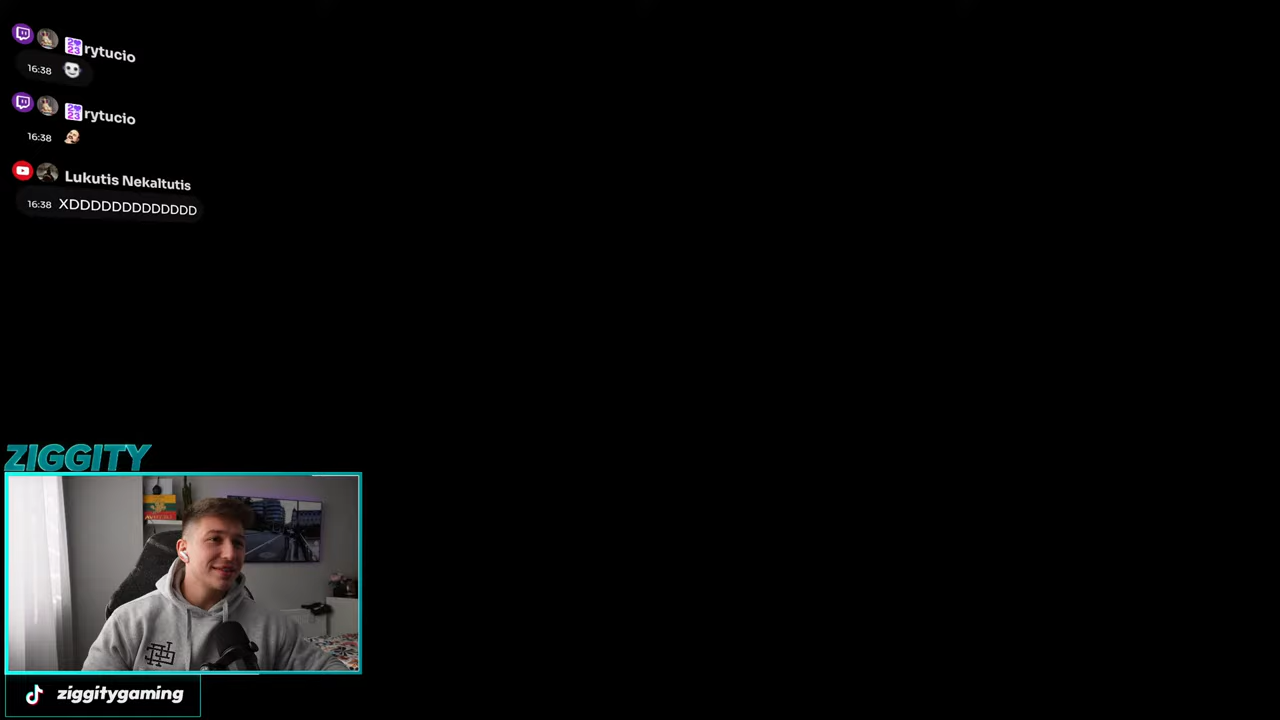 rytucio
16:38
rytucio
16:38
Lukutis Nekaltutis
16:38 XDDDDDDDDDDDDD
ZIGGITY
ziggitygaming